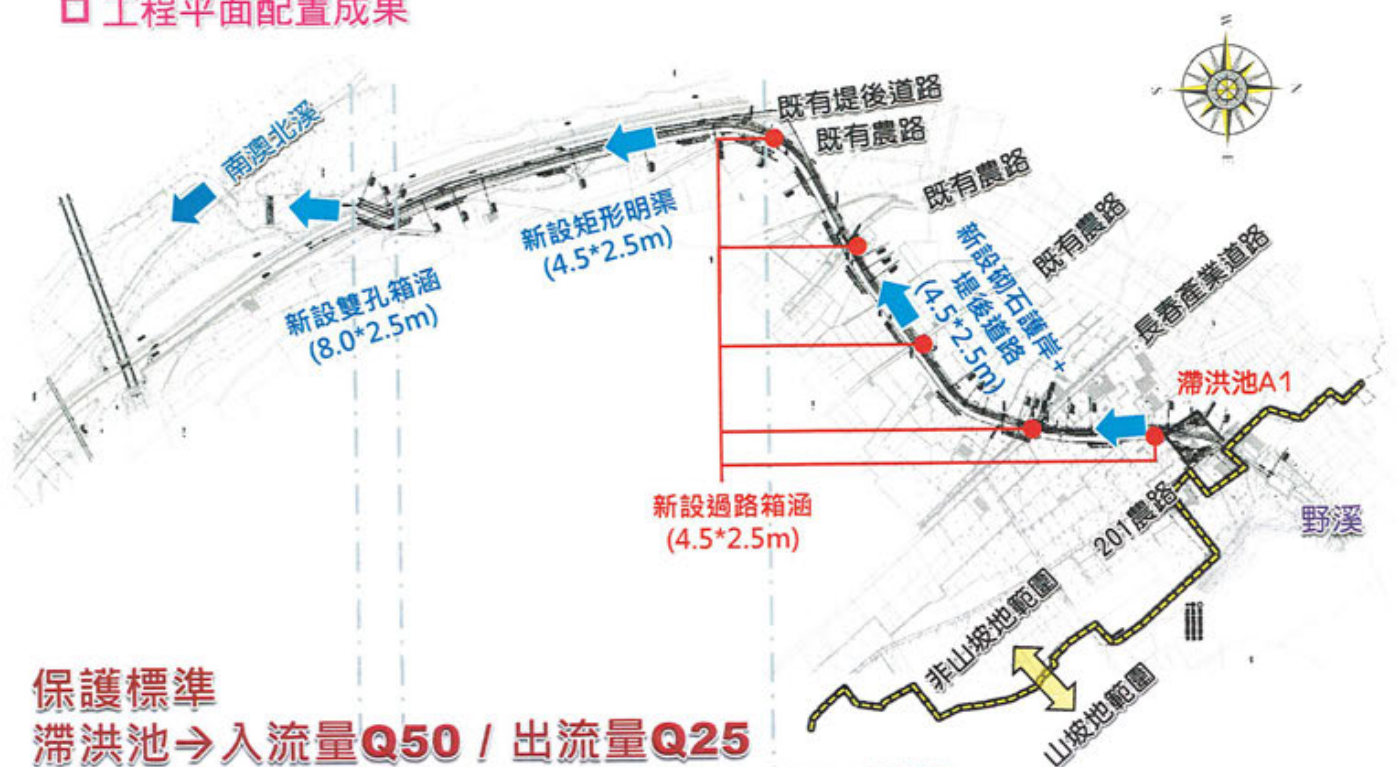 工程平面配置成果
既有堤後道路
既有農路
南澳北溪
既有農路
新設矩形明渠
(4.5*2.5m)
既有農路
新設砌石護岸+
堤後道路
(4.5*2.5m)
長春產業道路
新設雙孔箱涵
(8.0*2.5m)
滯洪池A1
新設過路箱涵
(4.5*2.5m)
201農路
野溪
非山坡地範圍
山坡地範圍
保護標準
滯洪池→入流量Q50 / 出流量Q25
S
N
E